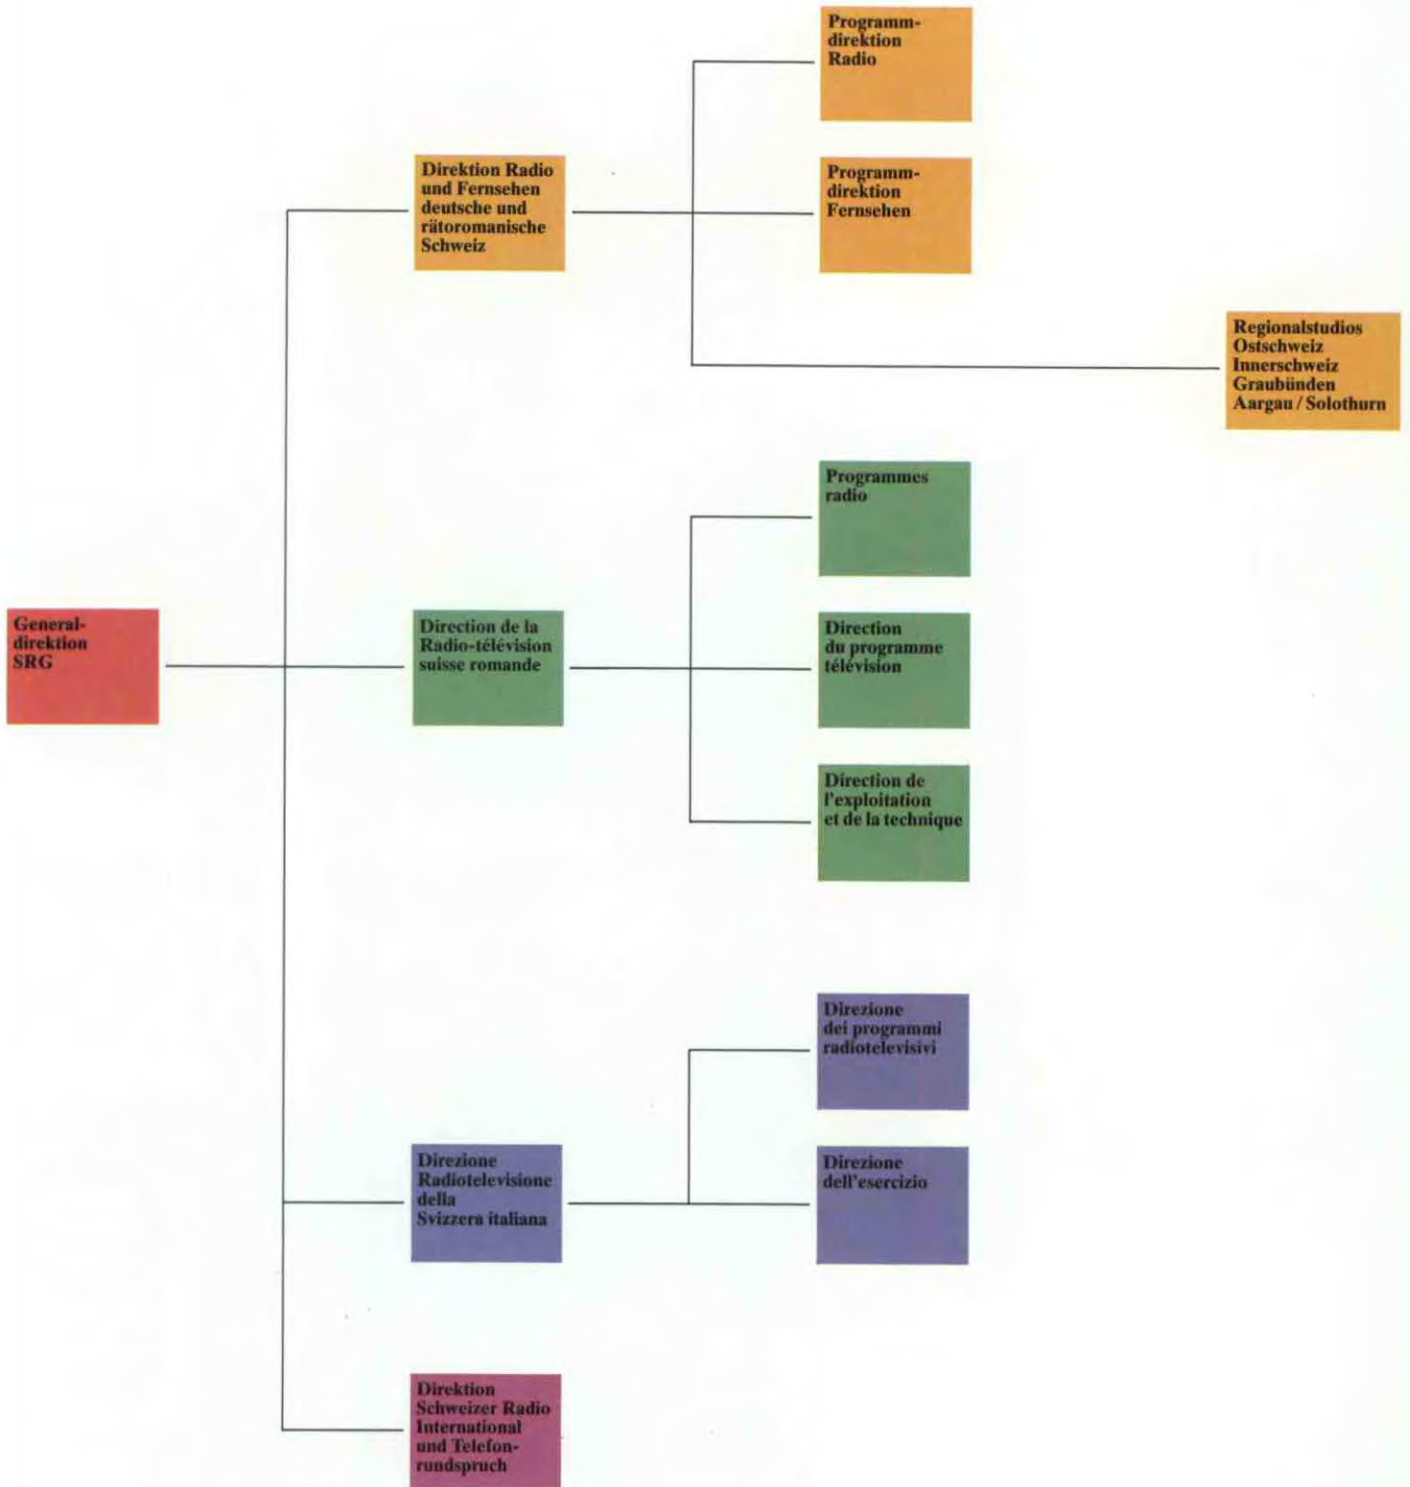 Programm-
direktion
Radio
Direktion Radio
und Fernsehen
deutsche und
rätoromanische
Schweiz
Programm-
direktion
Fernsehen
Regionalstudios
Ostschweiz
Innerschweiz
Graubünden
Aargau / Solothurn
Programmes
radio
General-
direktion
SRG
Direction de la
Radio-télévision
suisse romande
Direction
du programme
télévision
Direction de
l'exploitation
et de la technique
Direzione
dei programmi
radiotelevisivi
Direzione
Radiotelevisione
della
Svizzera italiana
Direzione
dell'esercizio
Direktion
Schweizer Radio
International
und Telefon-
rundspruch